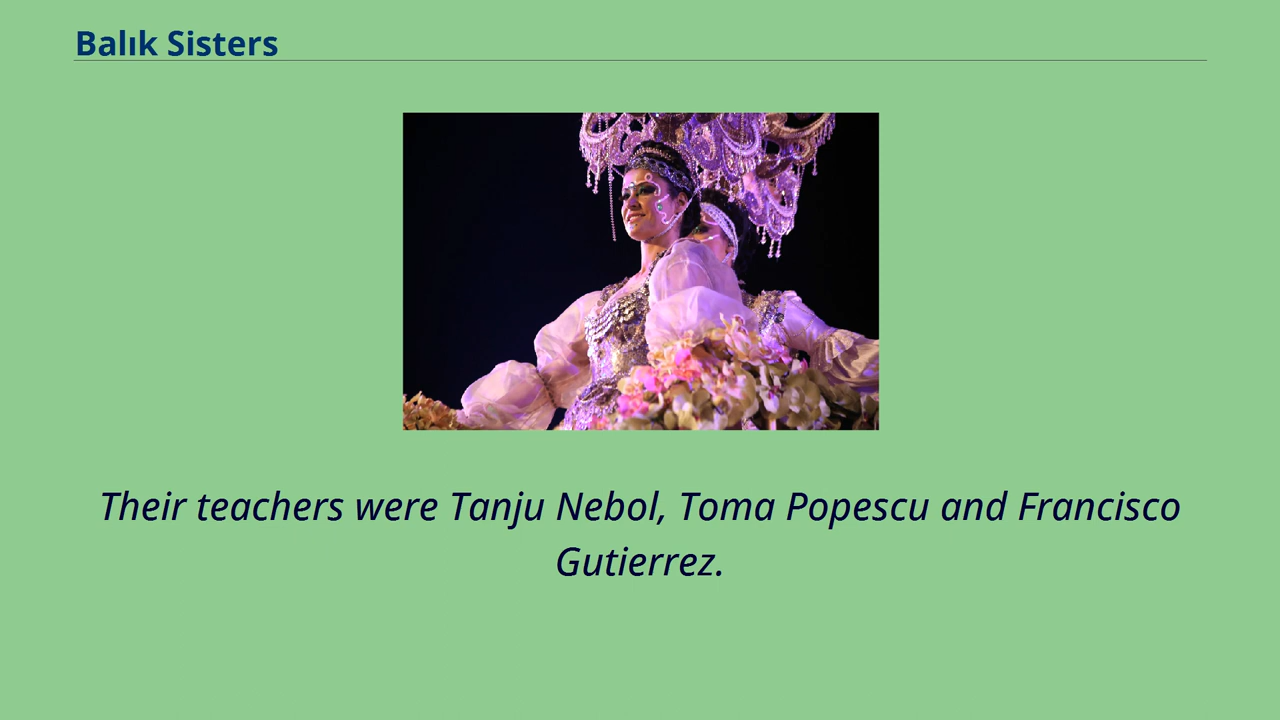 Balık Sisters
Their teachers were Tanju Nebol, Toma Popescu and Francisco
Gutierrez.